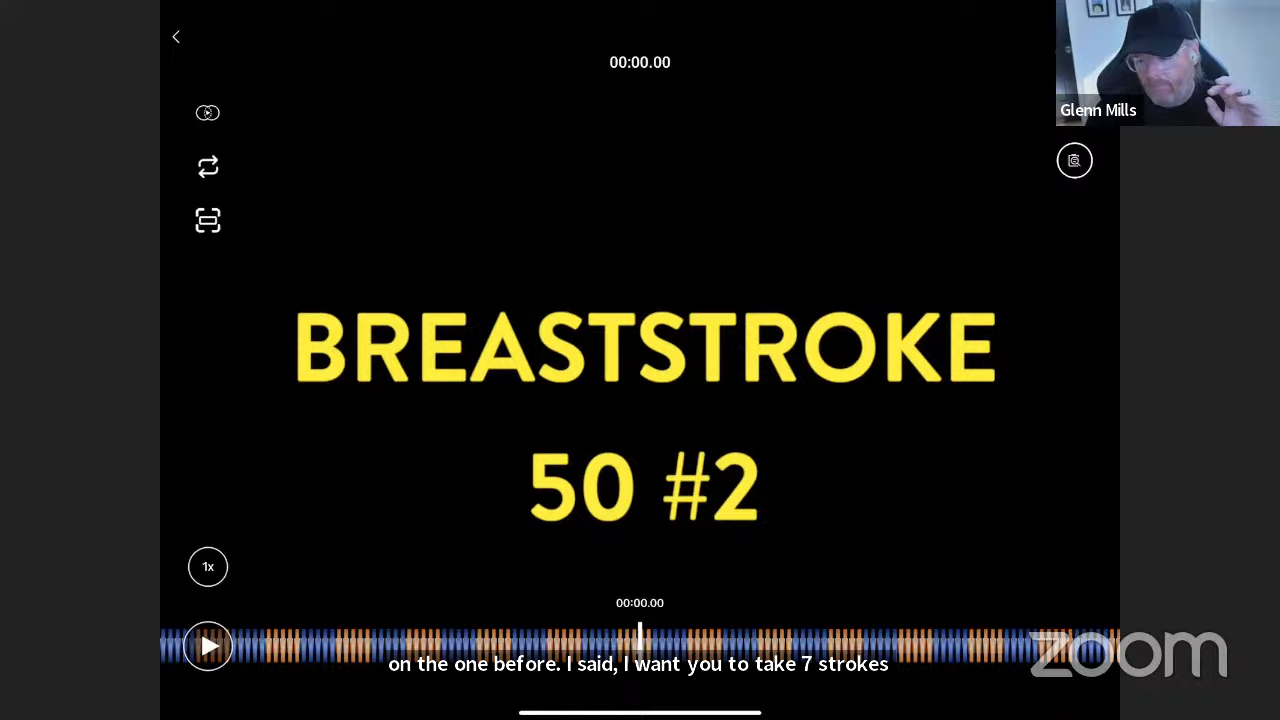 00:00.00
Glenn Mills
BREASTSTROKE
50 #2
1x
00:00.00
on the one before. I said, I want you to take 7 strokes
zoom